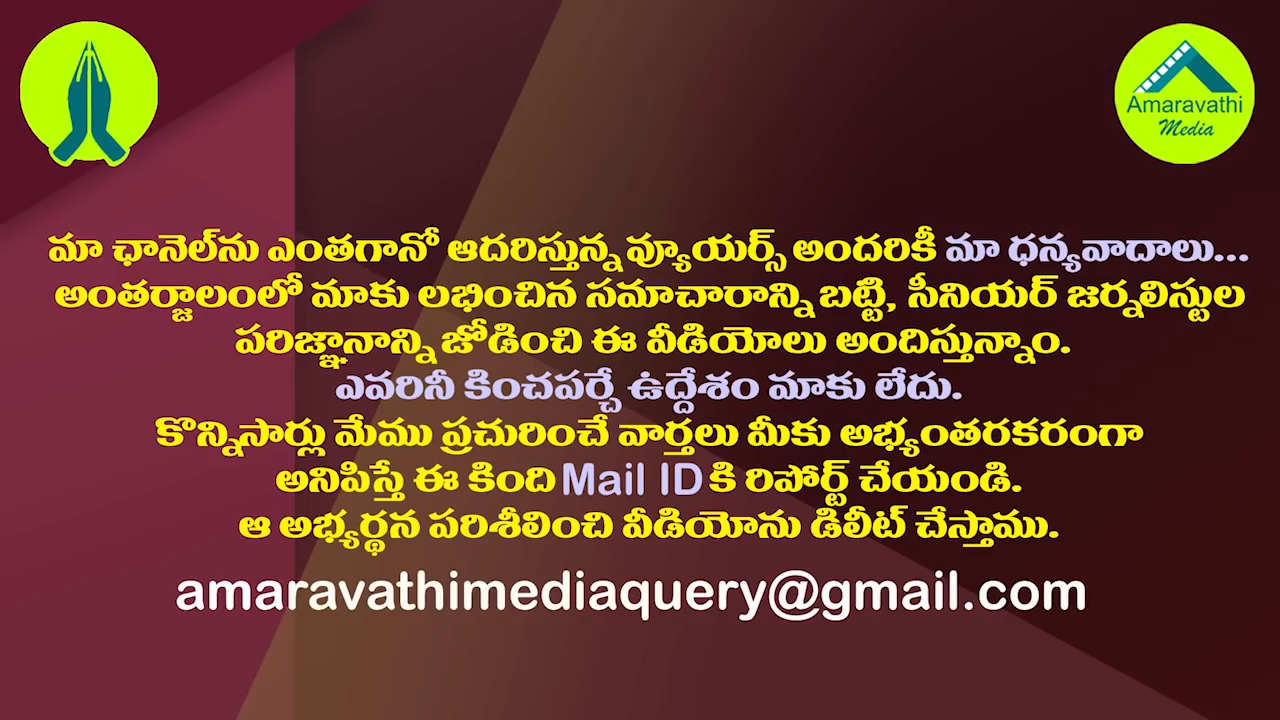 Amaravathi
Media
మా ఛానెల్‌ను ఎంతగానో ఆదరిస్తున్న వ్యూయర్స్ అందరికీ మా ధన్యవాదాలు...
అంతర్జాలంలో మాకు లభించిన సమాచారాన్ని బట్టి, సీనియర్ జర్నలిస్టుల
పరిజ్ఞానాన్ని జోడించి ఈ వీడియోలు అందిస్తున్నాం.
ఎవరినీ కించపర్చే ఉద్దేశం మాకు లేదు.
కొన్నిసార్లు మేము ప్రచురించే వార్తలు మీకు అభ్యంతరకరంగా
అనిపిస్తే ఈ కింది Mail ID కి రిపోర్ట్ చేయండి.
ఆ అభ్యర్థన పరిశీలించి వీడియోను డిలీట్ చేస్తాము.
amaravathimediaquery@gmail.com